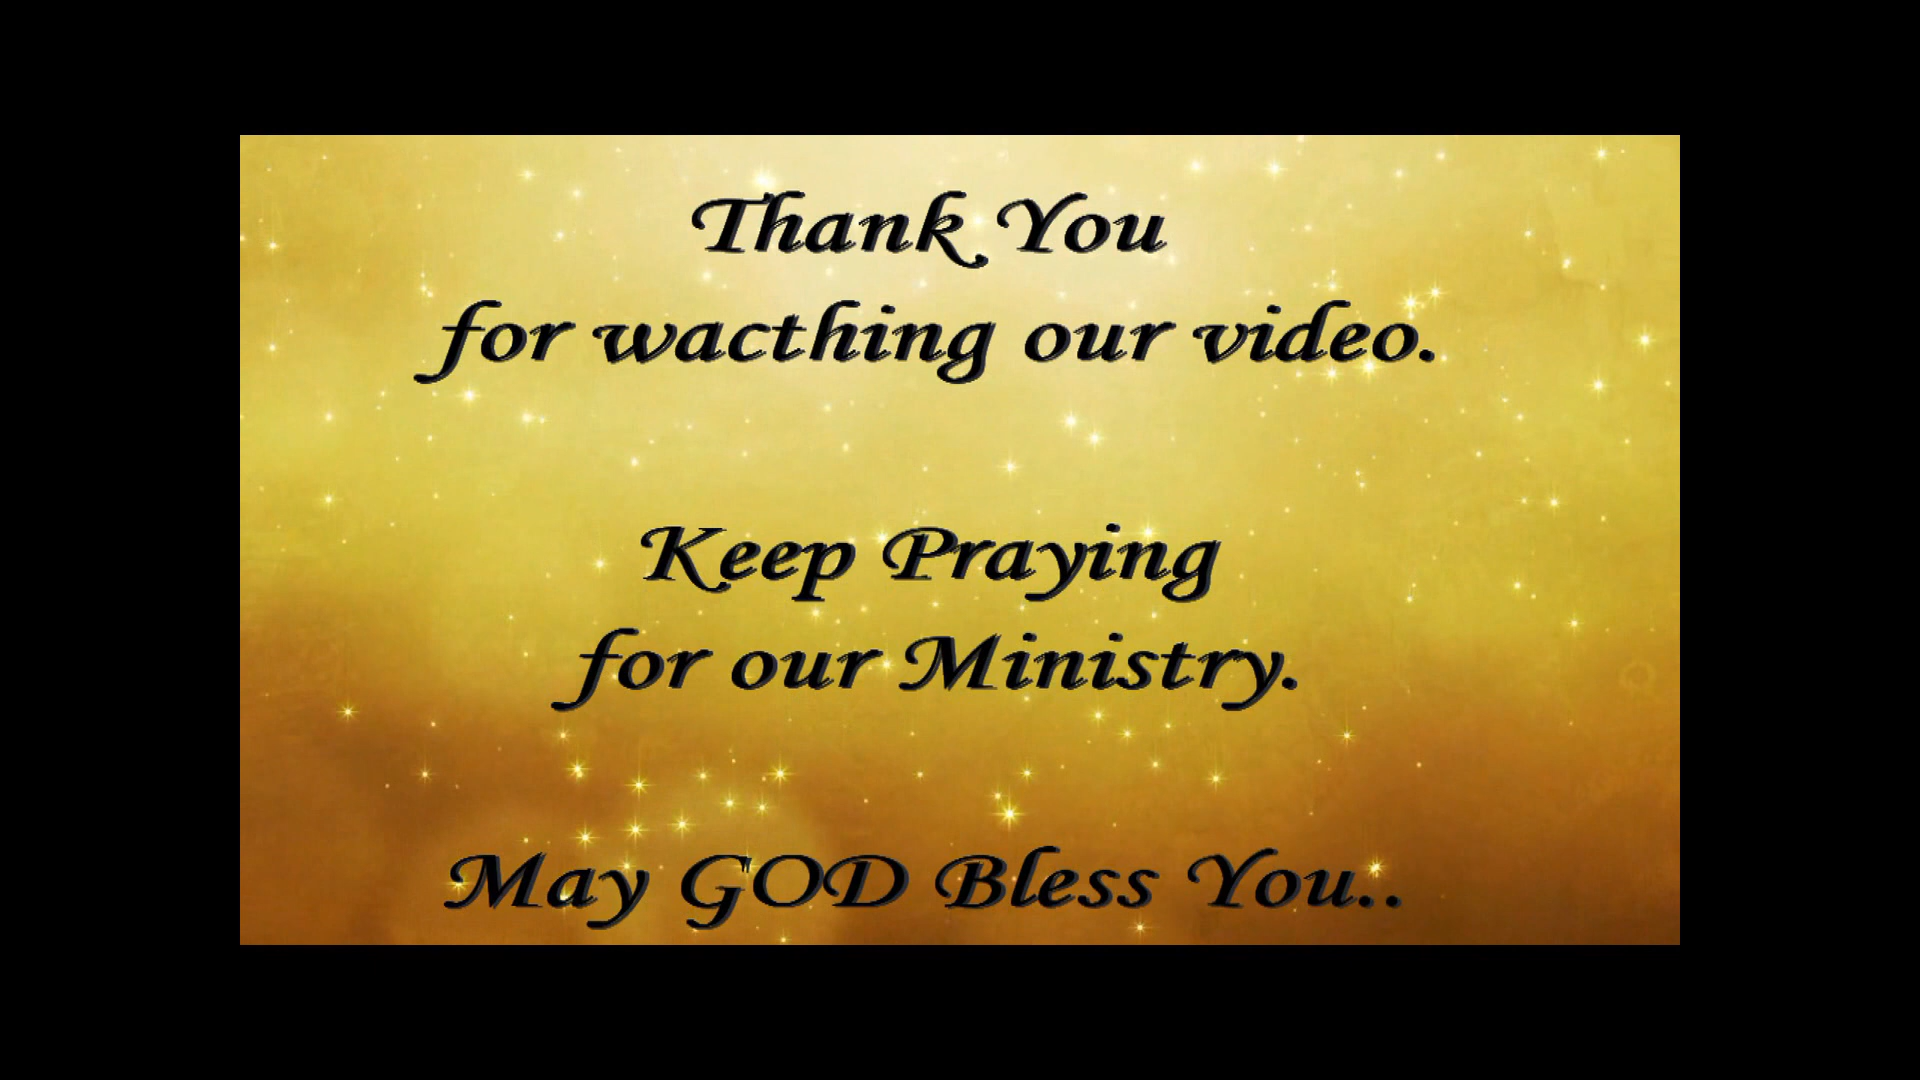 Thank You
for wacthing our video.
Keep Praying
for our Ministry.
May GOD Bless You..